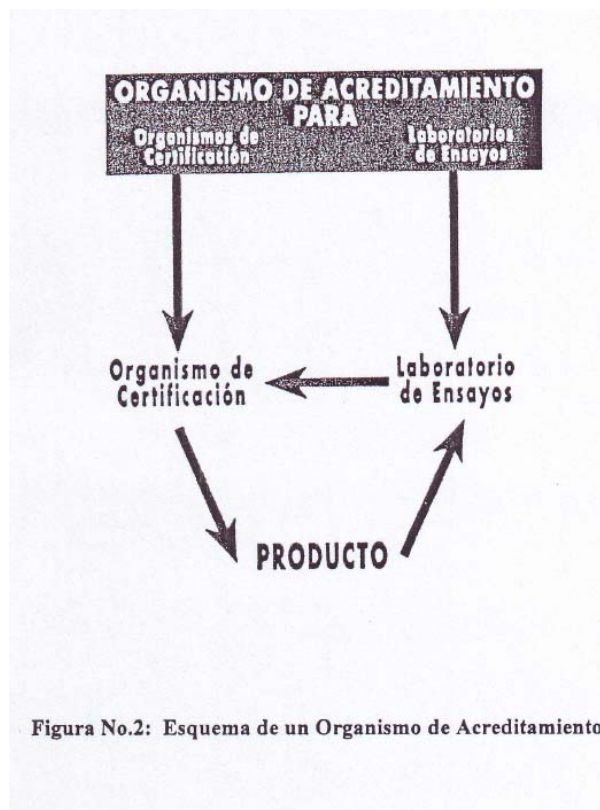 ORGANISMO DE ACREDITAMIENTO
PARA
Organismos de
Certificación
Laboratorios
de Ensayos
Organismo de
Certificación
Laboratorio
de Ensayos
PRODUCTO
Figura No.2: Esquema de un Organismo de Acreditamiento